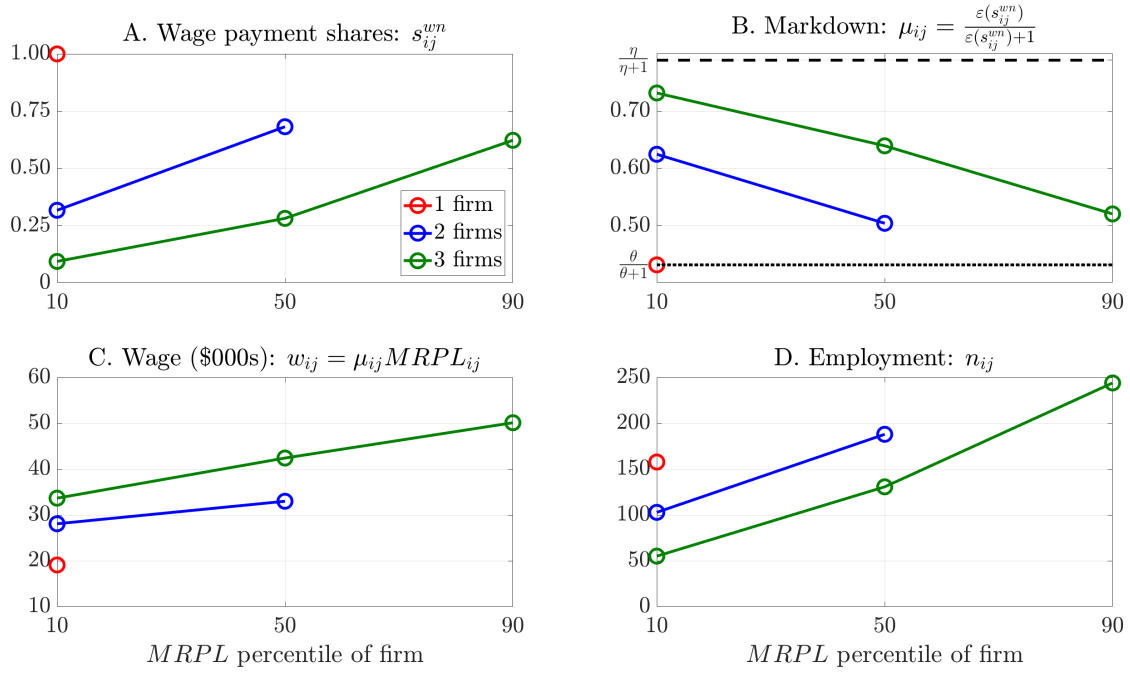 A. Wage payment shares: $s_{ij}^{wn}$
1.00
0.75
0.50
0.25
0
10
50
90
1 firm
2 firms
3 firms
B. Markdown: $\mu_{ij} = \frac{\varepsilon(s_{ij}^{wn})}{\varepsilon(s_{ij}^{wn})+1}$
$\frac{\eta}{\eta+1}$
0.70
0.60
0.50
$\frac{\theta}{\theta+1}$
10
50
90
C. Wage ($000s): $w_{ij} = \mu_{ij} MRPL_{ij}$
60
50
40
30
20
10
10
50
90
MRPL percentile of firm
D. Employment: $n_{ij}$
250
200
150
100
50
0
10
50
90
MRPL percentile of firm